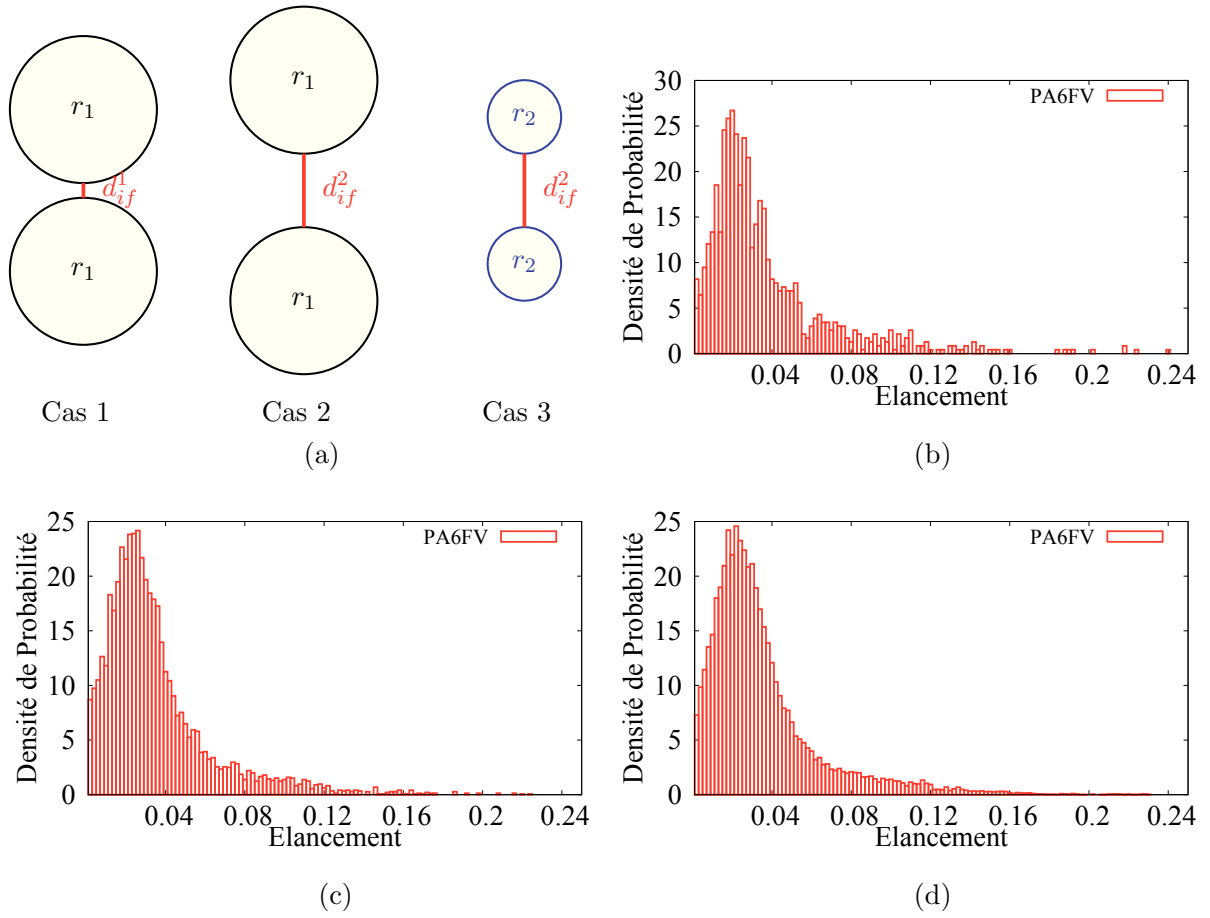 r₁
r₁
r₂
d¹_if
d²_if
d²_if
r₁
r₁
r₂
Cas 1
Cas 2
Cas 3
(a)
30
25
20
15
10
5
0
Densité de Probabilité
PA6FV
0.04 0.08 0.12 0.16 0.2 0.24
Elancement
(b)
25
20
15
10
5
0
Densité de Probabilité
PA6FV
0.04 0.08 0.12 0.16 0.2 0.24
Elancement
(c)
25
20
15
10
5
0
Densité de Probabilité
PA6FV
0.04 0.08 0.12 0.16 0.2 0.24
Elancement
(d)